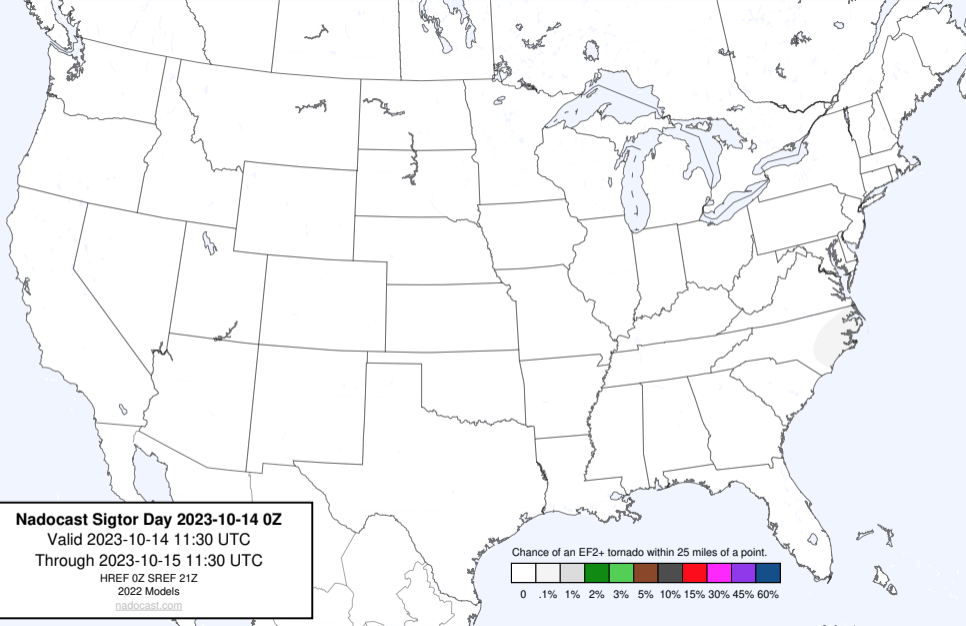 Nadocast Sigtor Day 2023-10-14 0Z
Valid 2023-10-14 11:30 UTC
Through 2023-10-15 11:30 UTC
HREF 0Z SREF 21Z
2022 Models
nadocast.com
Chance of an EF2+ tornado within 25 miles of a point.
0 .1% 1% 2% 3% 5% 10% 15% 30% 45% 60%